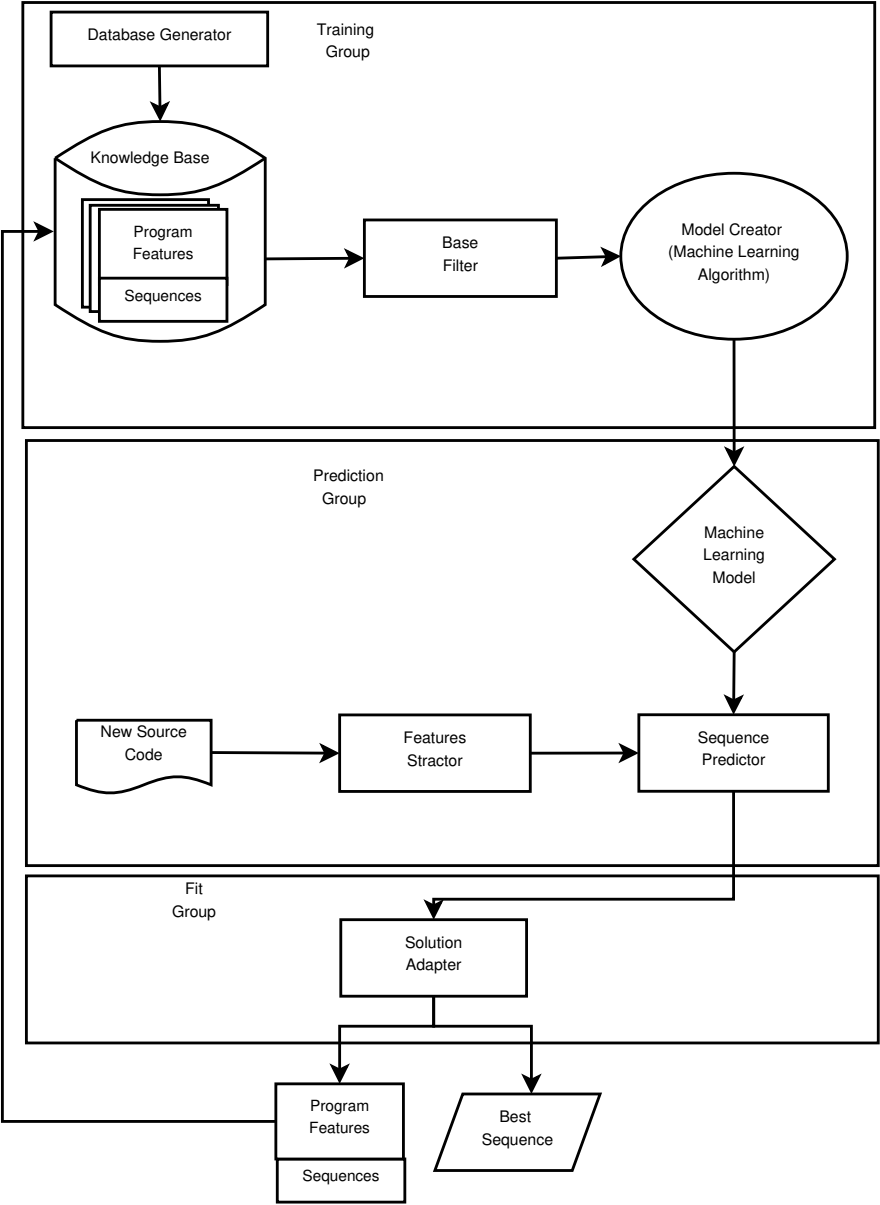 Database Generator
Training
Group
Knowledge Base
Program
Features
Sequences
Base
Filter
Model Creator
(Machine Learning
Algorithm)
Prediction
Group
Machine
Learning
Model
New Source
Code
Features
Stractor
Sequence
Predictor
Fit
Group
Solution
Adapter
Program
Features
Sequences
Best
Sequence